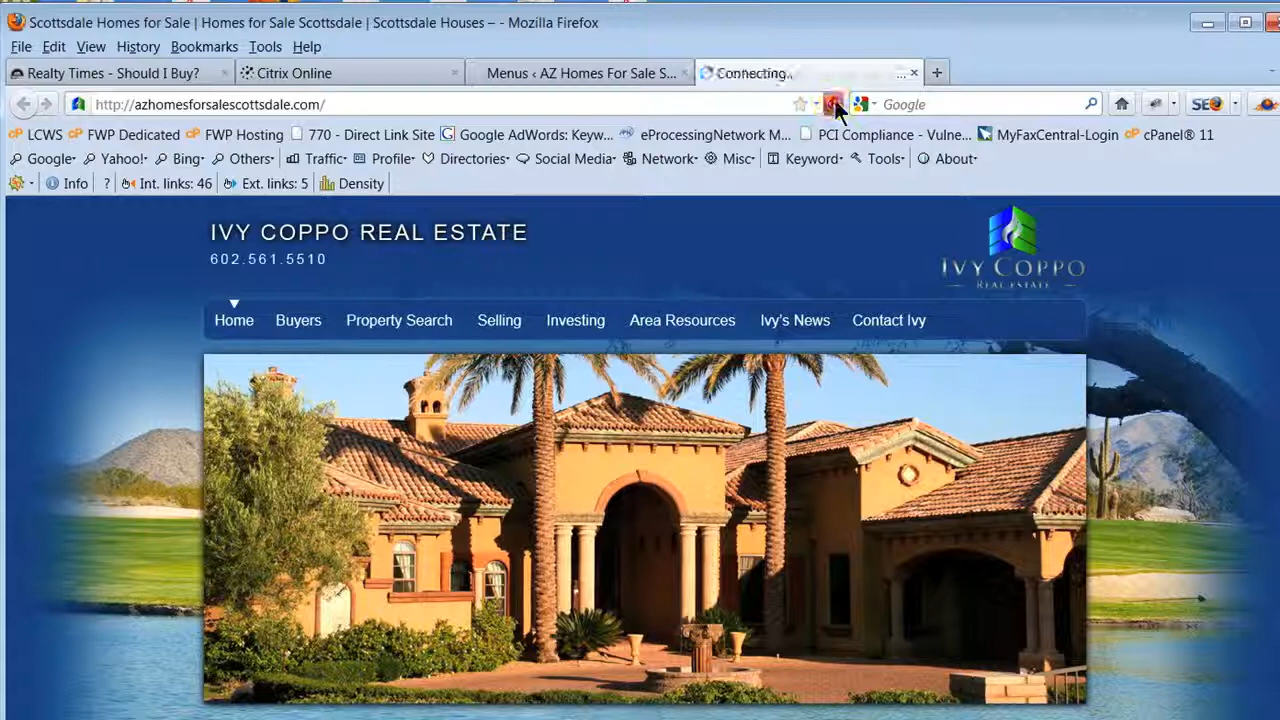 Scottsdale Homes for Sale | Homes for Sale Scottsdale | Scottsdale Houses – - Mozilla Firefox
File Edit View History Bookmarks Tools Help
Realty Times - Should I Buy? Citrix Online Menus ‹ AZ Homes For Sale S... Connecting... ...
http://azhomesforsalescottsdale.com/ Google SEO
LCWS FWP Dedicated FWP Hosting 770 - Direct Link Site Google AdWords: Keyw... eProcessingNetwork M... PCI Compliance - Vulne... MyFaxCentral-Login cPanel® 11
Google Yahoo! Bing Others Traffic Profile Directories Social Media Network Misc Keyword Tools About
Info ? Int. links: 46 Ext. links: 5 Density
IVY COPPO REAL ESTATE
602.561.5510
IVY COPPO
REAL ESTATE
Home Buyers Property Search Selling Investing Area Resources Ivy's News Contact Ivy